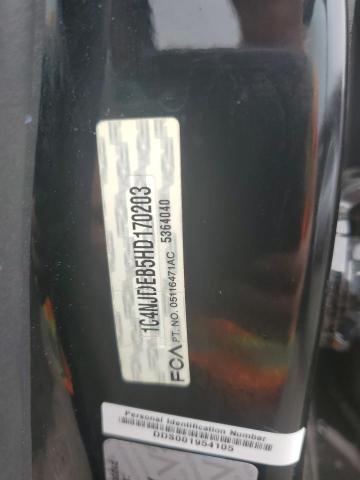 1C4NJDEB5HD170203
FCA PT. NO. 05116471AC 5364040
Personal Identification Number
DDS001954105